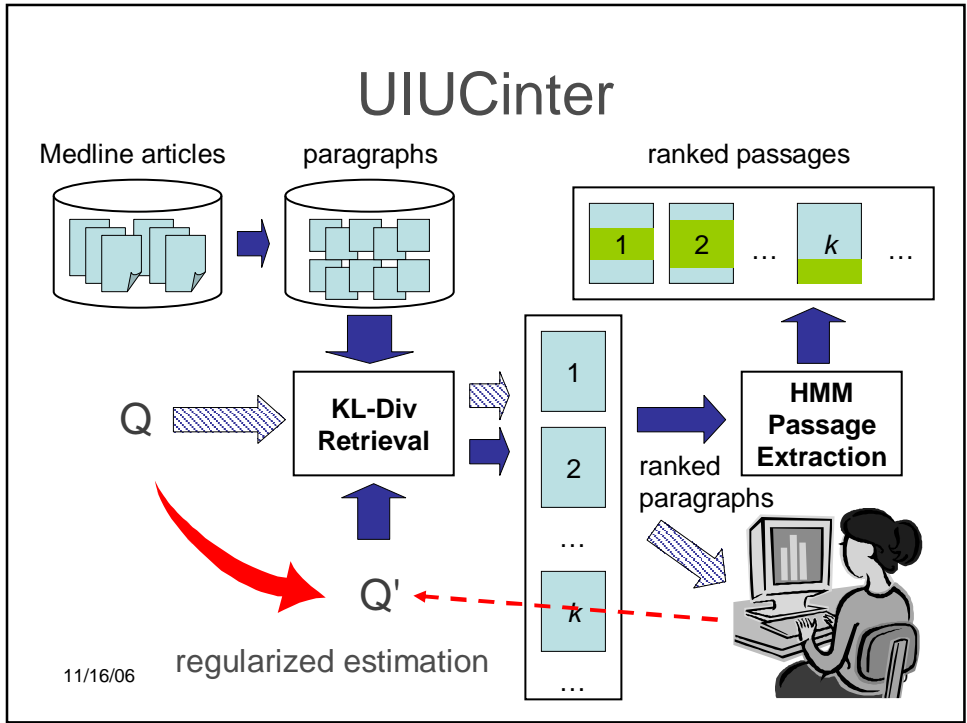 UIUCinter
Medline articles
paragraphs
ranked passages
1
2
...
k
...
Q
KL-Div
Retrieval
1
2
...
k
...
ranked
paragraphs
HMM
Passage
Extraction
Q'
regularized estimation
11/16/06